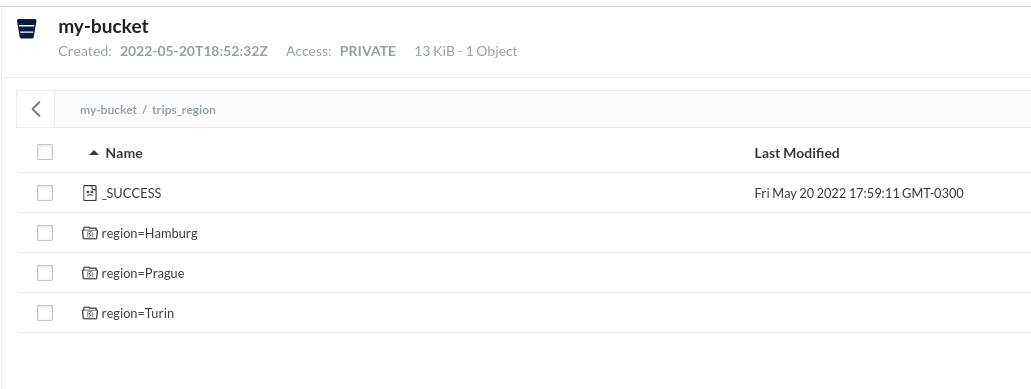 my-bucket
Created: 2022-05-20T18:52:32Z Access: PRIVATE 13 KiB - 1 Object
my-bucket / trips_region
Name Last Modified
_SUCCESS Fri May 20 2022 17:59:11 GMT-0300
region=Hamburg
region=Prague
region=Turin